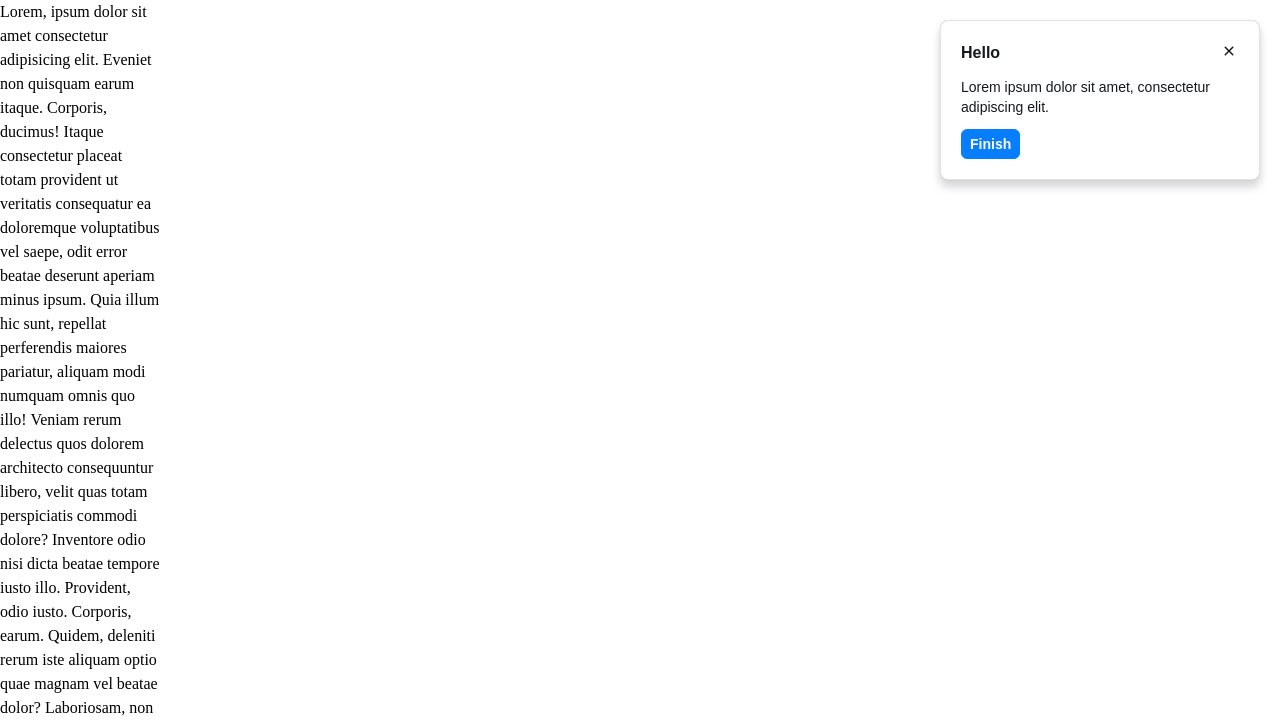 Lorem, ipsum dolor sit
amet consectetur
adipisicing elit. Eveniet
non quisquam earum
itaque. Corporis,
ducimus! Itaque
consectetur placeat
totam provident ut
veritatis consequatur ea
doloremque voluptatibus
vel saepe, odit error
beatae deserunt aperiam
minus ipsum. Quia illum
hic sunt, repellat
perferendis maiores
pariatur, aliquam modi
numquam omnis quo
illo! Veniam rerum
delectus quos dolorem
architecto consequuntur
libero, velit quas totam
perspiciatis commodi
dolore? Inventore odio
nisi dicta beatae tempore
iusto illo. Provident,
odio iusto. Corporis,
earum. Quidem, deleniti
rerum iste aliquam optio
quae magnam vel beatae
dolor? Laboriosam, non
Hello
Lorem ipsum dolor sit amet, consectetur
adipiscing elit.
Finish